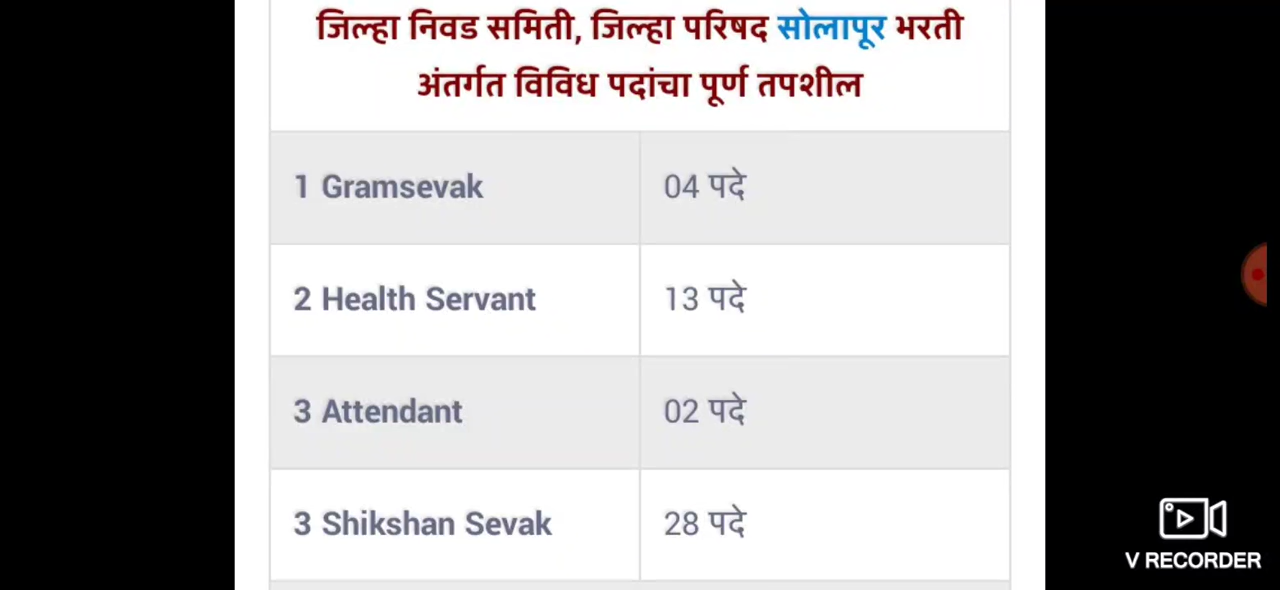 जिल्हा निवड समिती, जिल्हा परिषद सोलापूर भरती
अंतर्गत विविध पदांचा पूर्ण तपशील
1 Gramsevak 04 पदे
2 Health Servant 13 पदे
3 Attendant 02 पदे
3 Shikshan Sevak 28 पदे
V RECORDER